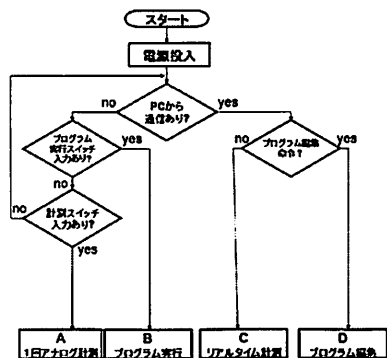 スタート
電源投入
PCから
通信あり?
no
yes
プログラム
実行スイッチ
入力あり?
yes
no
プログラム編集
命令?
no
yes
計測スイッチ
入力あり?
no
yes
A
1日アナログ計測
B
プログラム実行
C
リアルタイム計測
D
プログラム編集